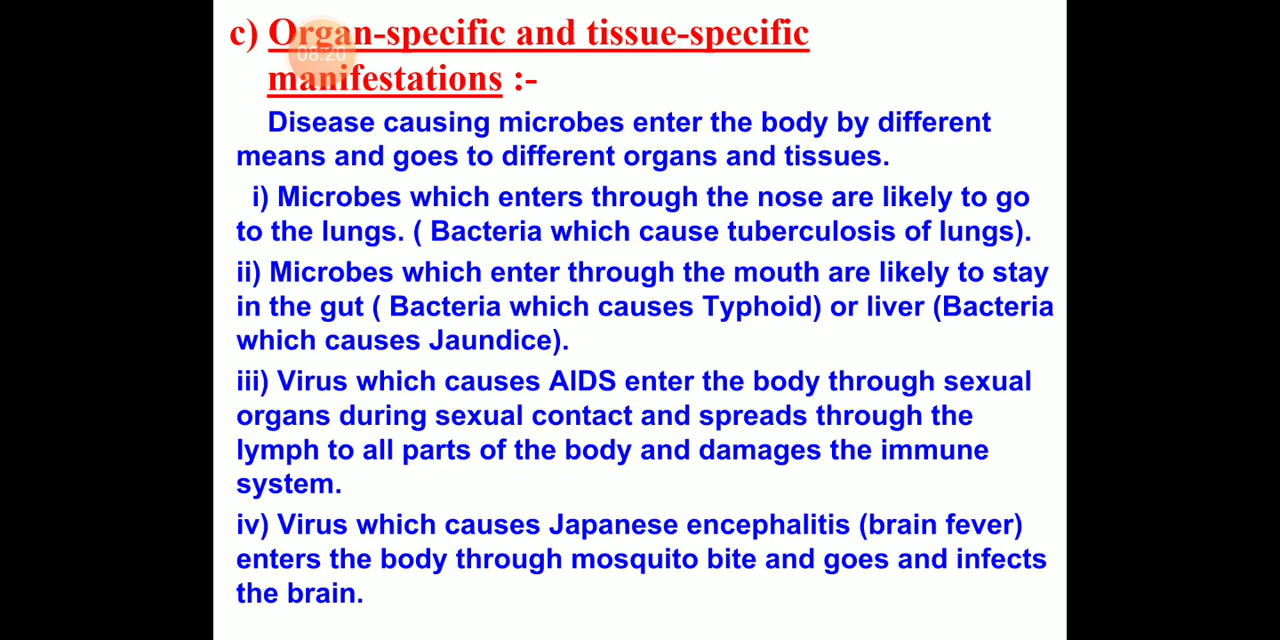 c) Organ-specific and tissue-specific
manifestations :-
08:20
Disease causing microbes enter the body by different
means and goes to different organs and tissues.
i) Microbes which enters through the nose are likely to go
to the lungs. ( Bacteria which cause tuberculosis of lungs).
ii) Microbes which enter through the mouth are likely to stay
in the gut ( Bacteria which causes Typhoid) or liver (Bacteria
which causes Jaundice).
iii) Virus which causes AIDS enter the body through sexual
organs during sexual contact and spreads through the
lymph to all parts of the body and damages the immune
system.
iv) Virus which causes Japanese encephalitis (brain fever)
enters the body through mosquito bite and goes and infects
the brain.